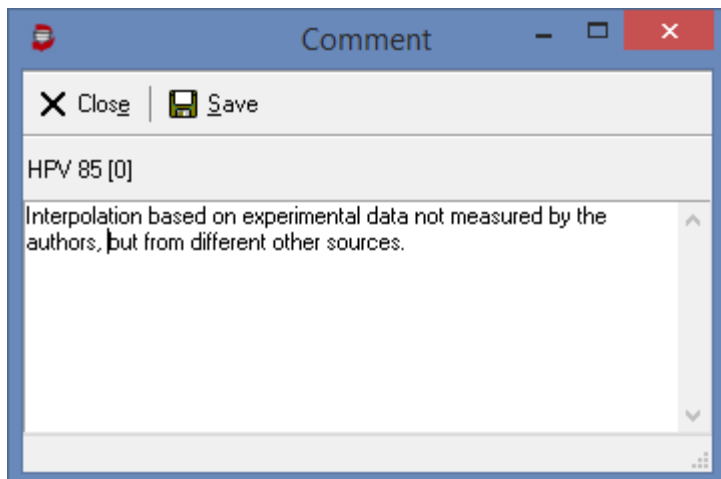 Comment
Close Save
HPV 85 [0]
Interpolation based on experimental data not measured by the
authors, but from different other sources.